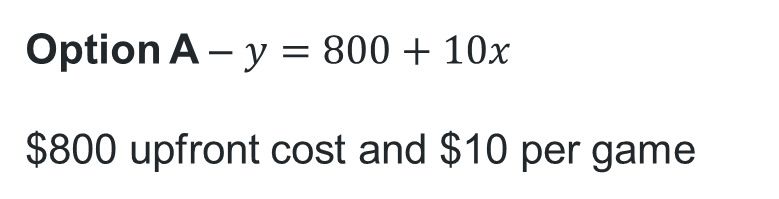 Option A – y = 800 + 10x
$800 upfront cost and $10 per game